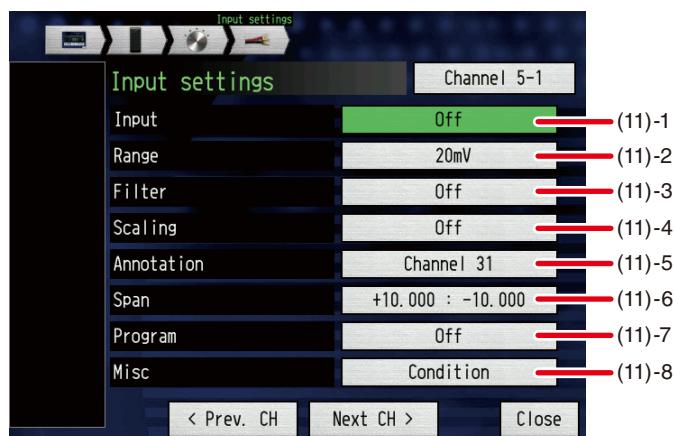 Input settings
Input settings Channel 5-1
Input Off (11)-1
Range 20mV (11)-2
Filter Off (11)-3
Scaling Off (11)-4
Annotation Channel 31 (11)-5
Span +10.000 : -10.000 (11)-6
Program Off (11)-7
Misc Condition (11)-8
< Prev. CH Next CH > Close